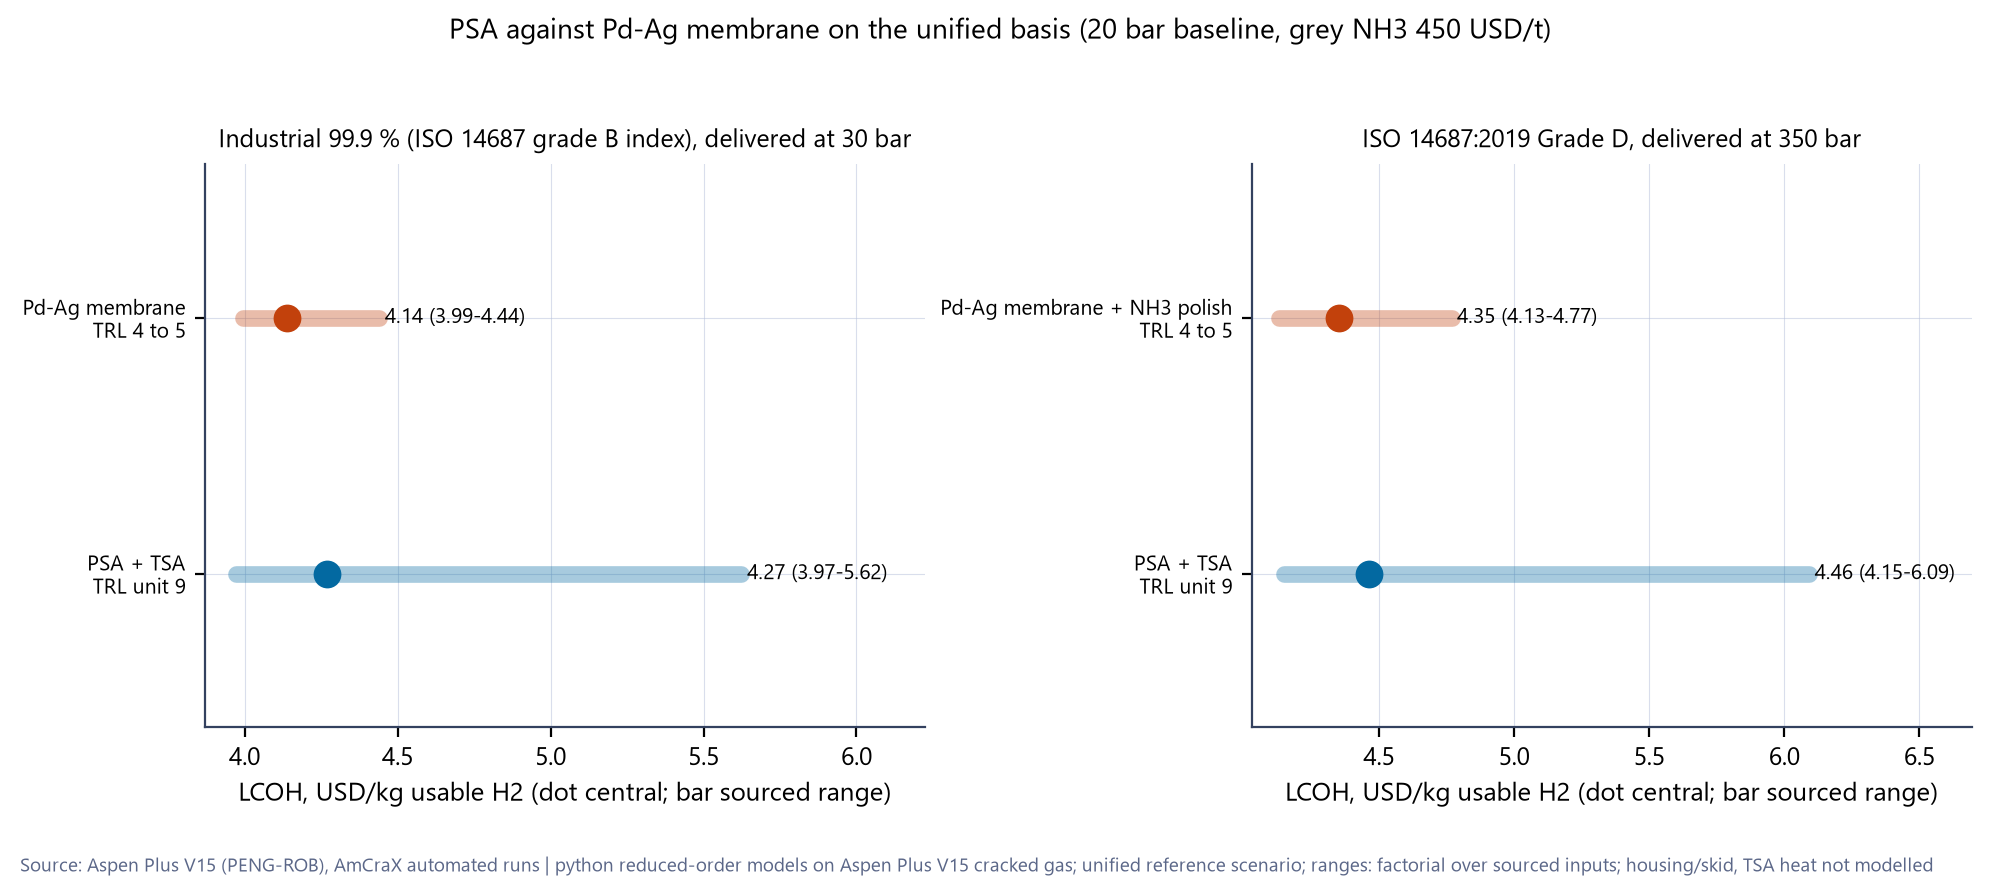 PSA against Pd-Ag membrane on the unified basis (20 bar baseline, grey NH3 450 USD/t)
Industrial 99.9 % (ISO 14687 grade B index), delivered at 30 bar
Pd-Ag membrane
TRL 4 to 5
4.14 (3.99-4.44)
PSA + TSA
TRL unit 9
4.27 (3.97-5.62)
4.0 4.5 5.0 5.5 6.0
LCOH, USD/kg usable H2 (dot central; bar sourced range)
ISO 14687:2019 Grade D, delivered at 350 bar
Pd-Ag membrane + NH3 polish
TRL 4 to 5
4.35 (4.13-4.77)
PSA + TSA
TRL unit 9
4.46 (4.15-6.09)
4.5 5.0 5.5 6.0 6.5
LCOH, USD/kg usable H2 (dot central; bar sourced range)
Source: Aspen Plus V15 (PENG-ROB), AmCraX automated runs | python reduced-order models on Aspen Plus V15 cracked gas; unified reference scenario; ranges: factorial over sourced inputs; housing/skid, TSA heat not modelled